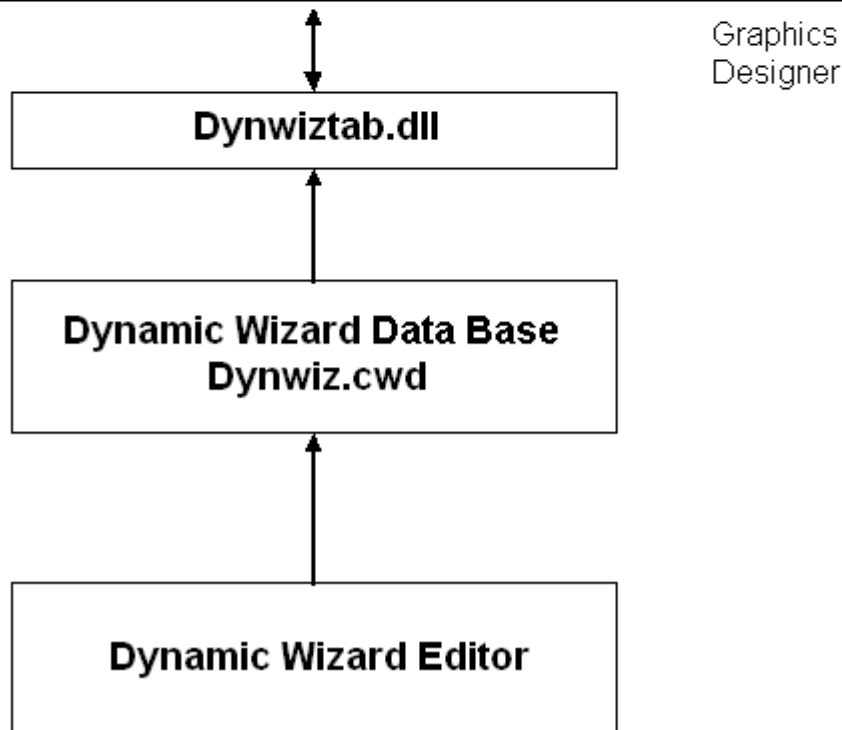 Graphics
Designer
Dynwiztab.dll
Dynamic Wizard Data Base
Dynwiz.cwd
Dynamic Wizard Editor